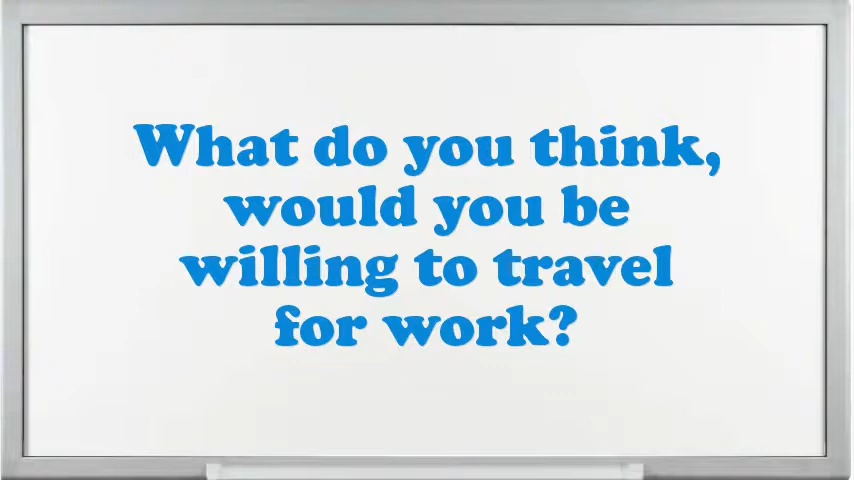 What do you think,
would you be
willing to travel
for work?